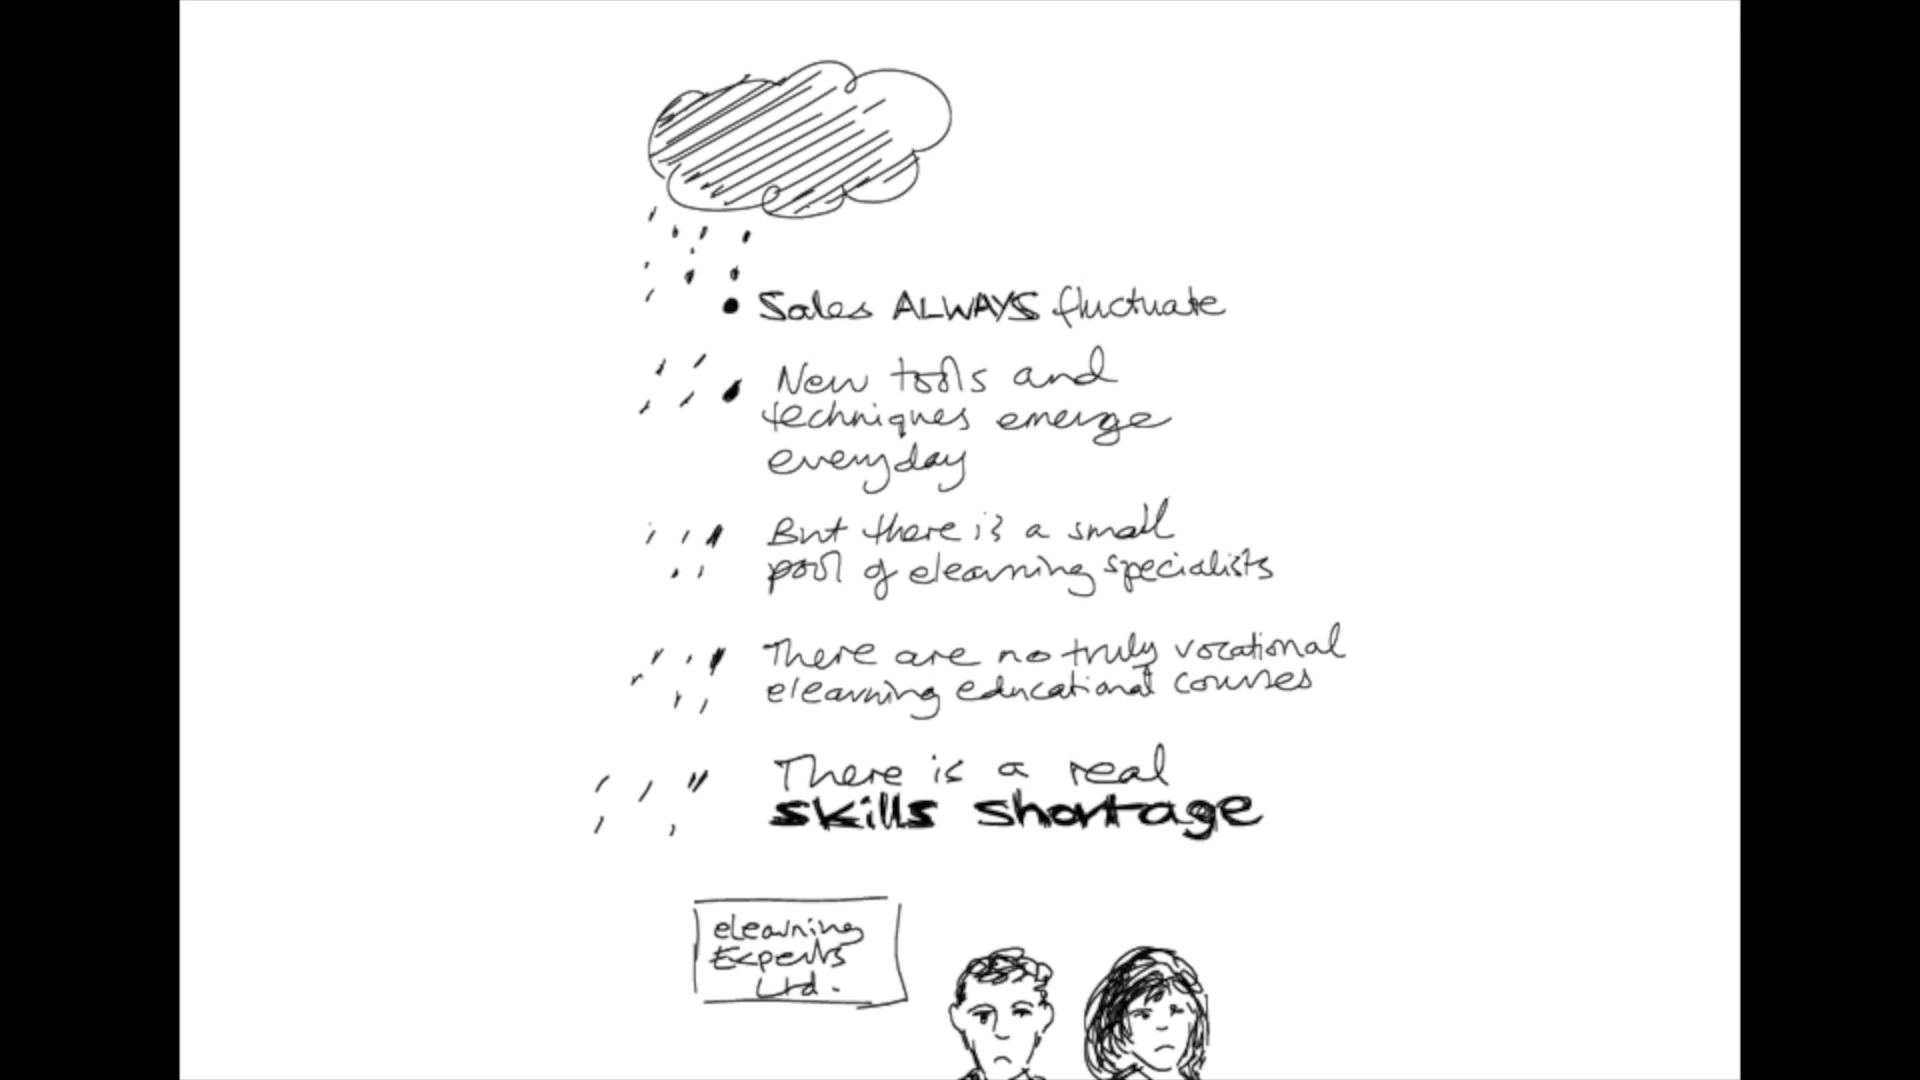 Sales ALWAYS fluctuate
New tools and
techniques emerge
everyday
But there is a small
pool of elearning specialists
There are no truly vocational
elearning educational courses
There is a real
skills shortage
eLearning
Experts
Ltd.